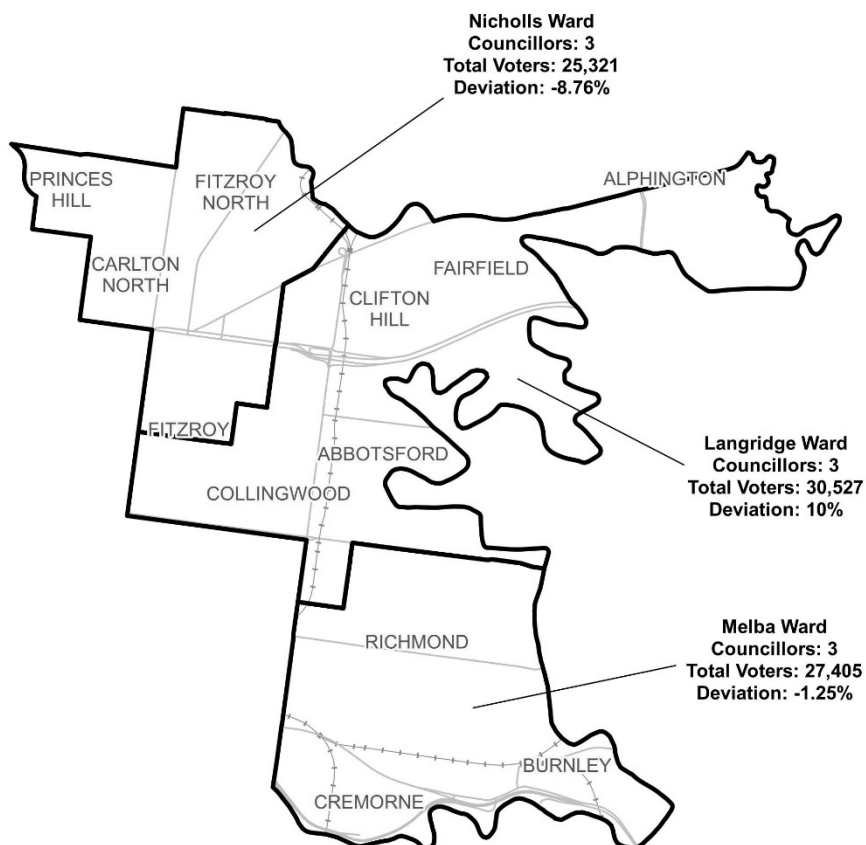 Nicholls Ward
Councillors: 3
Total Voters: 25,321
Deviation: -8.76%
PRINCES
HILL
FITZROY
NORTH
ALPHINGTON
CARLTON
NORTH
FAIRFIELD
CLIFTON
HILL
FITZROY
ABBOTSFORD
COLLINGWOOD
Langridge Ward
Councillors: 3
Total Voters: 30,527
Deviation: 10%
RICHMOND
Melba Ward
Councillors: 3
Total Voters: 27,405
Deviation: -1.25%
BURNLEY
CREMORNE